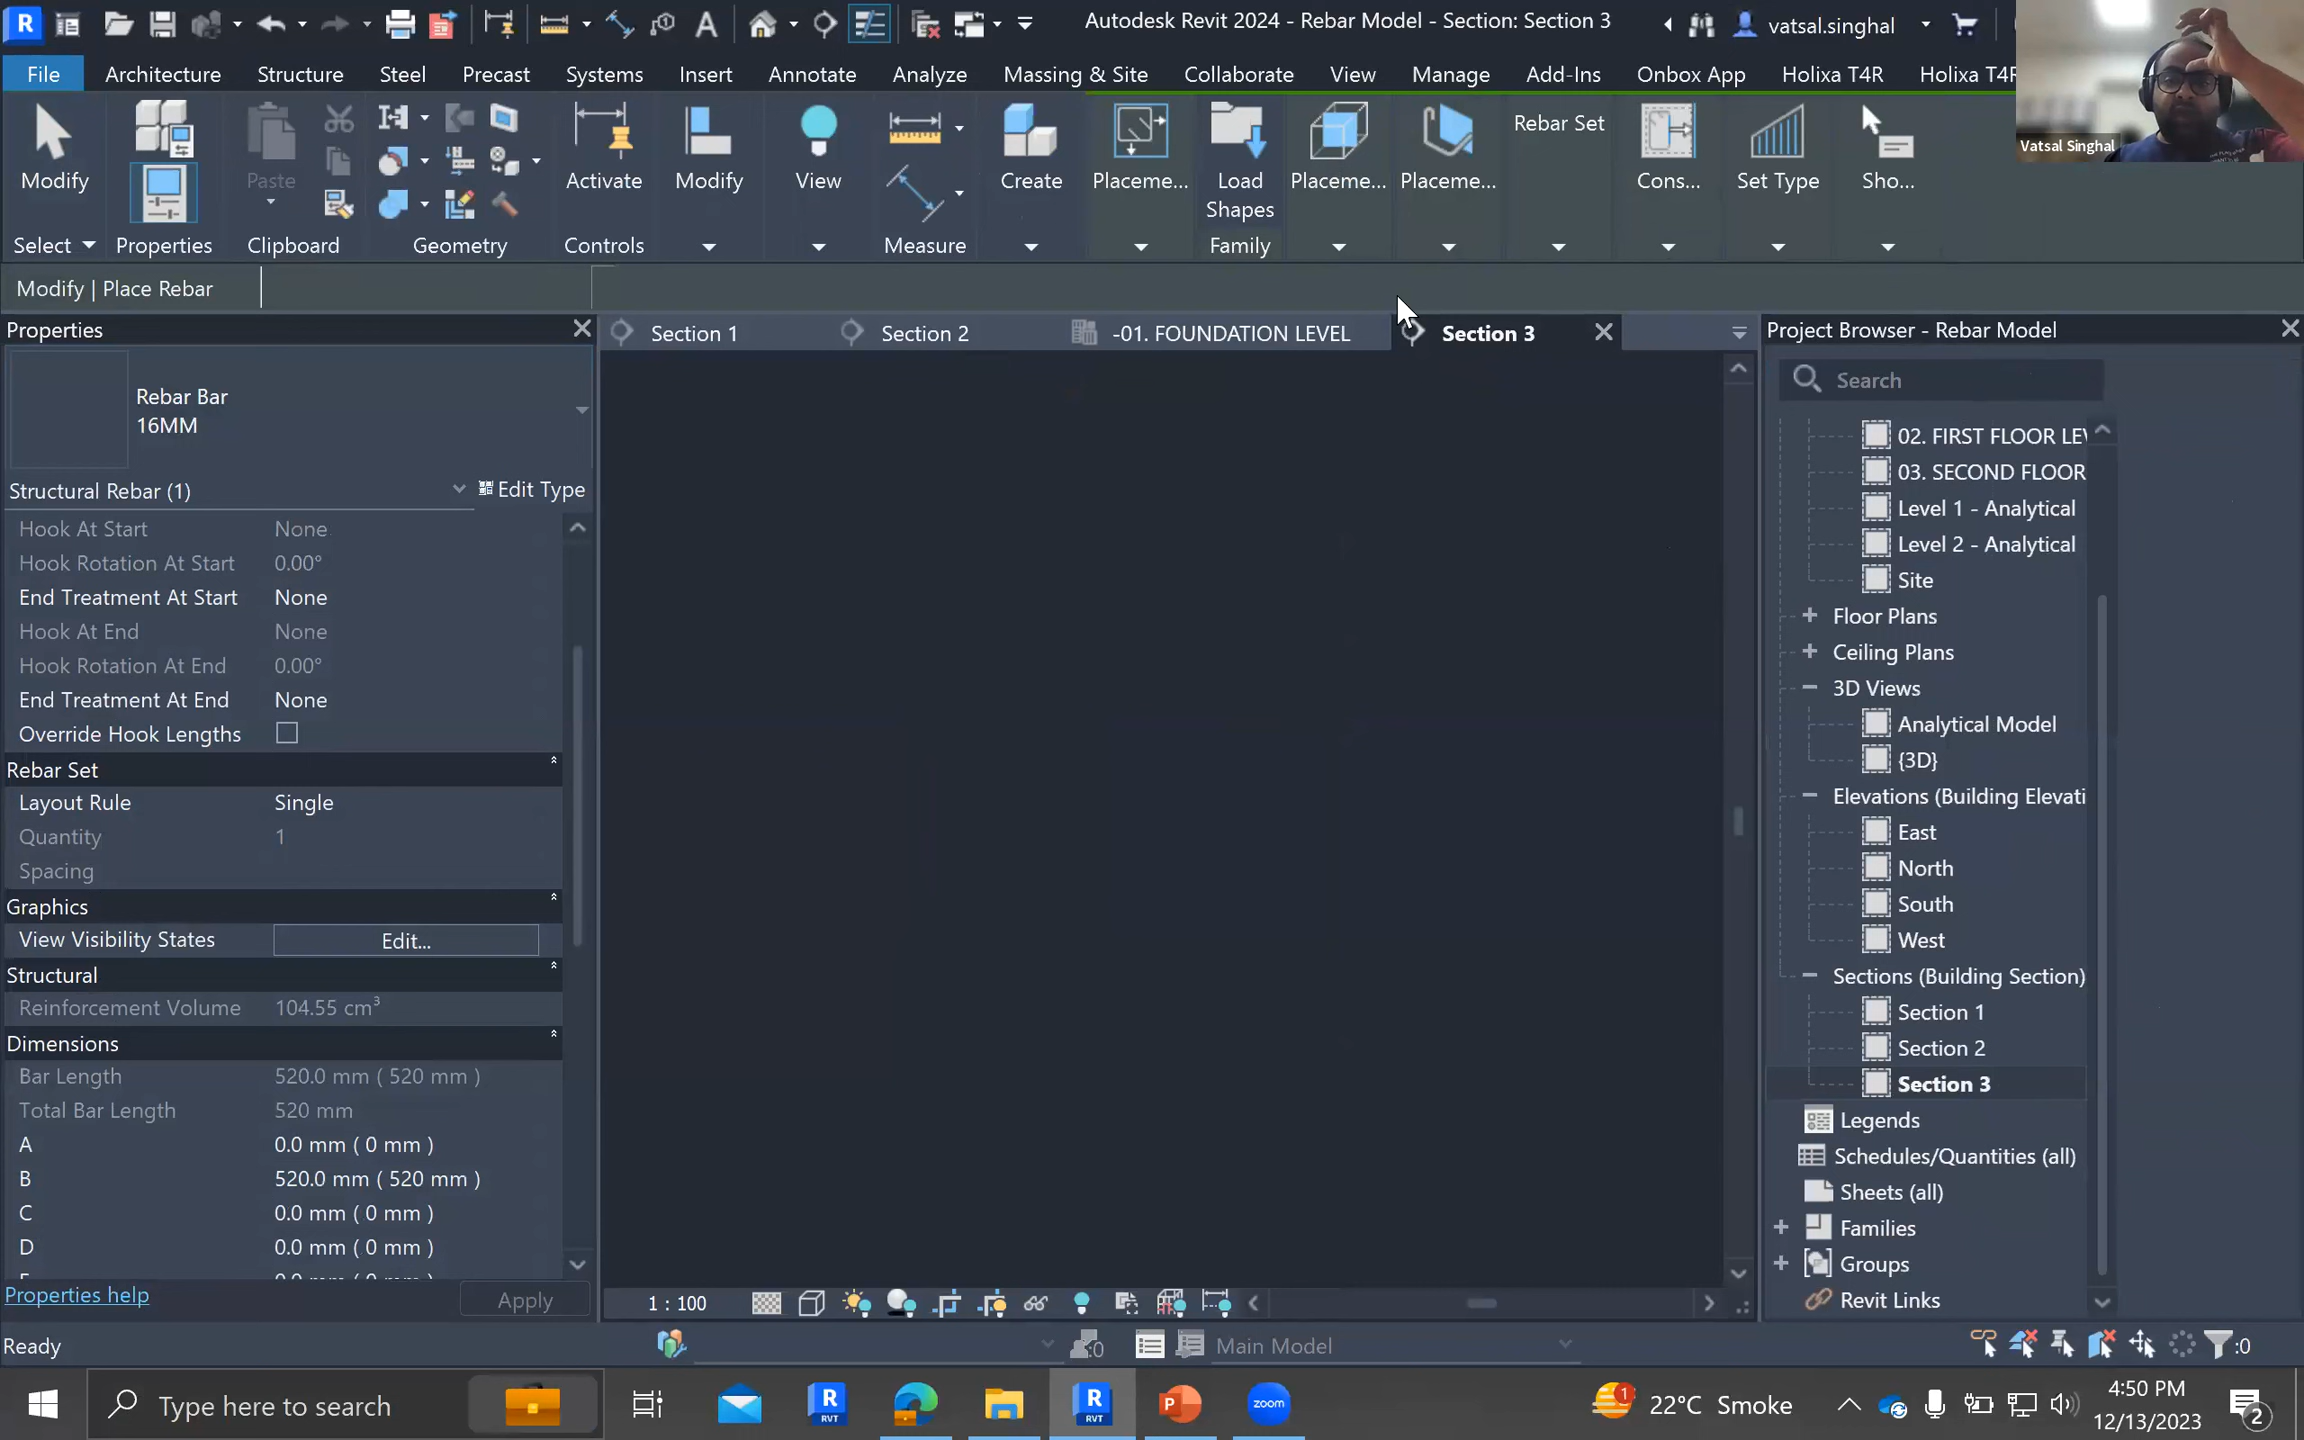 Autodesk Revit 2024 - Rebar Model - Section: Section 3
vatsal.singhal
File Architecture Structure Steel Precast Systems Insert Annotate Analyze Massing & Site Collaborate View Manage Add-Ins Onbox App Holixa T4R Holixa T4R
Vatsal Singhal
Modify
Paste
Activate
Modify
View
Create
Placeme...
Load
Shapes
Placeme...
Placeme...
Rebar Set
Cons...
Set Type
Sho...
Select Properties Clipboard Geometry Controls Measure Family
Modify | Place Rebar
Properties
Section 1
Section 2
-01. FOUNDATION LEVEL
Section 3
Project Browser - Rebar Model
Rebar Bar
16MM
Structural Rebar (1)
Edit Type
Hook At Start None
Hook Rotation At Start 0.00°
End Treatment At Start None
Hook At End None
Hook Rotation At End 0.00°
End Treatment At End None
Override Hook Lengths
Rebar Set
Layout Rule Single
Quantity 1
Spacing
Graphics
View Visibility States Edit...
Structural
Reinforcement Volume 104.55 cm³
Dimensions
Bar Length 520.0 mm ( 520 mm )
Total Bar Length 520 mm
A 0.0 mm ( 0 mm )
B 520.0 mm ( 520 mm )
C 0.0 mm ( 0 mm )
D 0.0 mm ( 0 mm )
Properties help
Apply
Search
02. FIRST FLOOR LEV
03. SECOND FLOOR
Level 1 - Analytical
Level 2 - Analytical
Site
Floor Plans
Ceiling Plans
3D Views
Analytical Model
{3D}
Elevations (Building Elevati
East
North
South
West
Sections (Building Section)
Section 1
Section 2
Section 3
Legends
Schedules/Quantities (all)
Sheets (all)
Families
Groups
Revit Links
1 : 100
Ready
:0
Main Model
:0
Type here to search
R
RVT
R
RVT
P
zoom
1
22°C Smoke
4:50 PM
12/13/2023
2